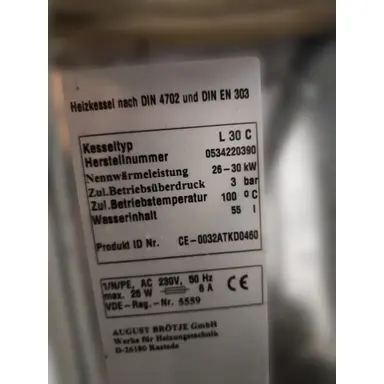 Heizkessel nach DIN 4702 und DIN EN 303
Kesseltyp L 30 C
Herstellnummer 0534220390
Nennwärmeleistung 26-30 kW
Zul.Betriebsüberdruck 3 bar
Zul.Betriebstemperatur 100 °C
Wasserinhalt 55 l
Produkt ID Nr. CE-0032ATKD0460
1/N/PE, AC 230V, 50 Hz
max. 25 W 6 A
VDE-Reg.-Nr. 5559
CE
AUGUST BRÖTJE GmbH
Werke für Heizungstechnik
D-26180 Rastede